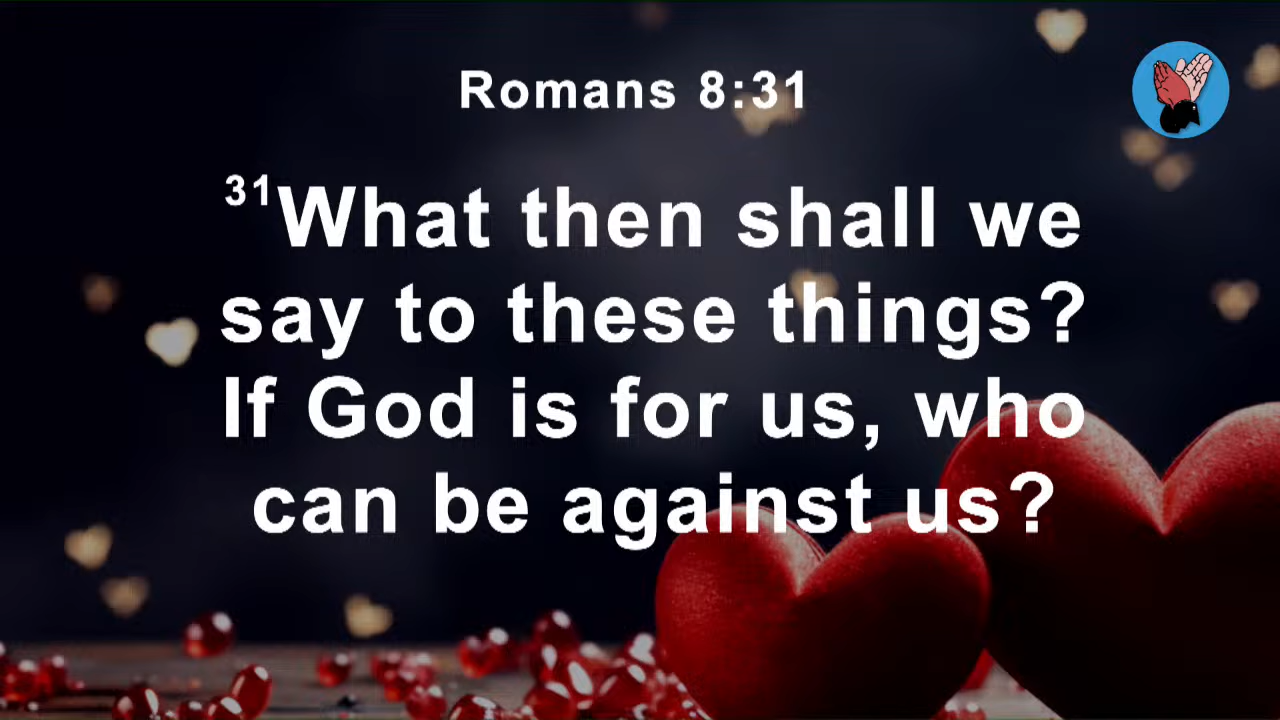 Romans 8:31
31What then shall we
say to these things?
If God is for us, who
can be against us?